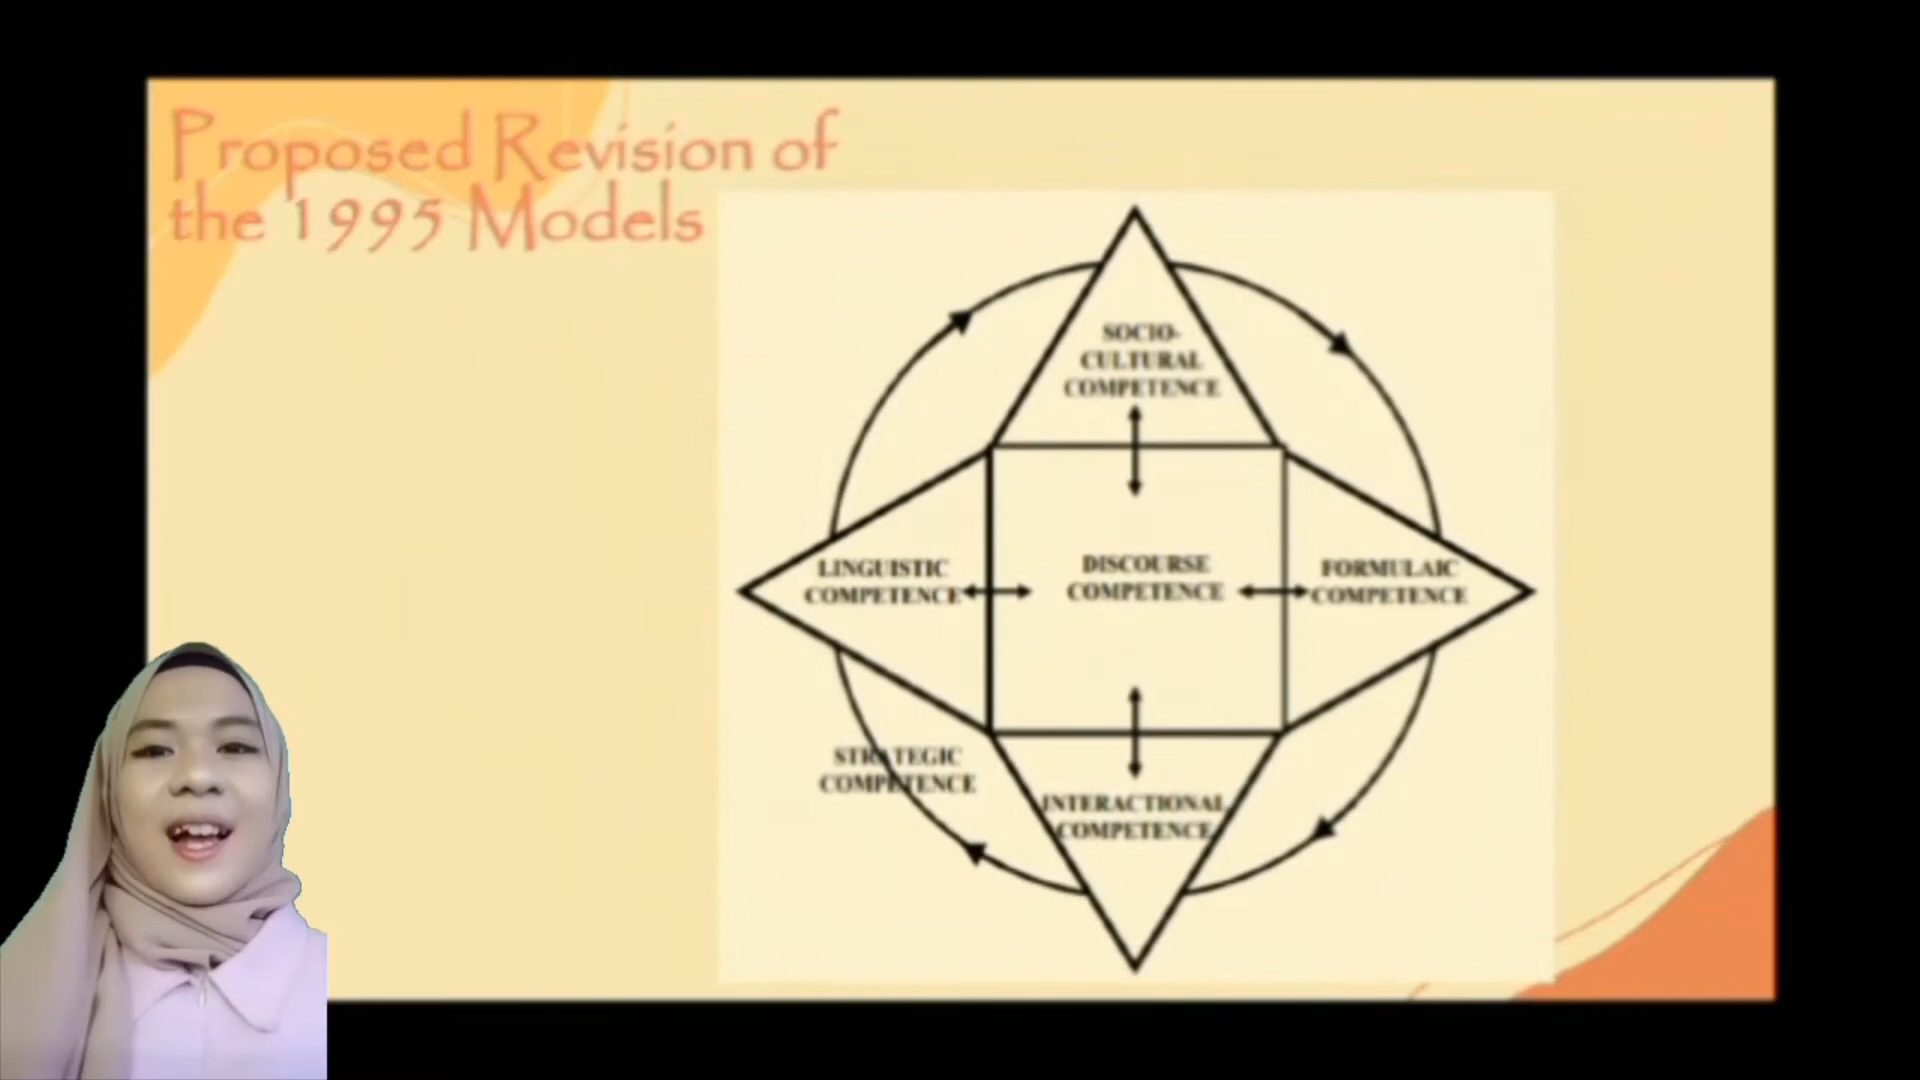 Proposed Revision of
the 1995 Models
SOCIO-
CULTURAL
COMPETENCE
LINGUISTIC
COMPETENCE
DISCOURSE
COMPETENCE
FORMULAIC
COMPETENCE
STRATEGIC
COMPETENCE
INTERACTIONAL
COMPETENCE